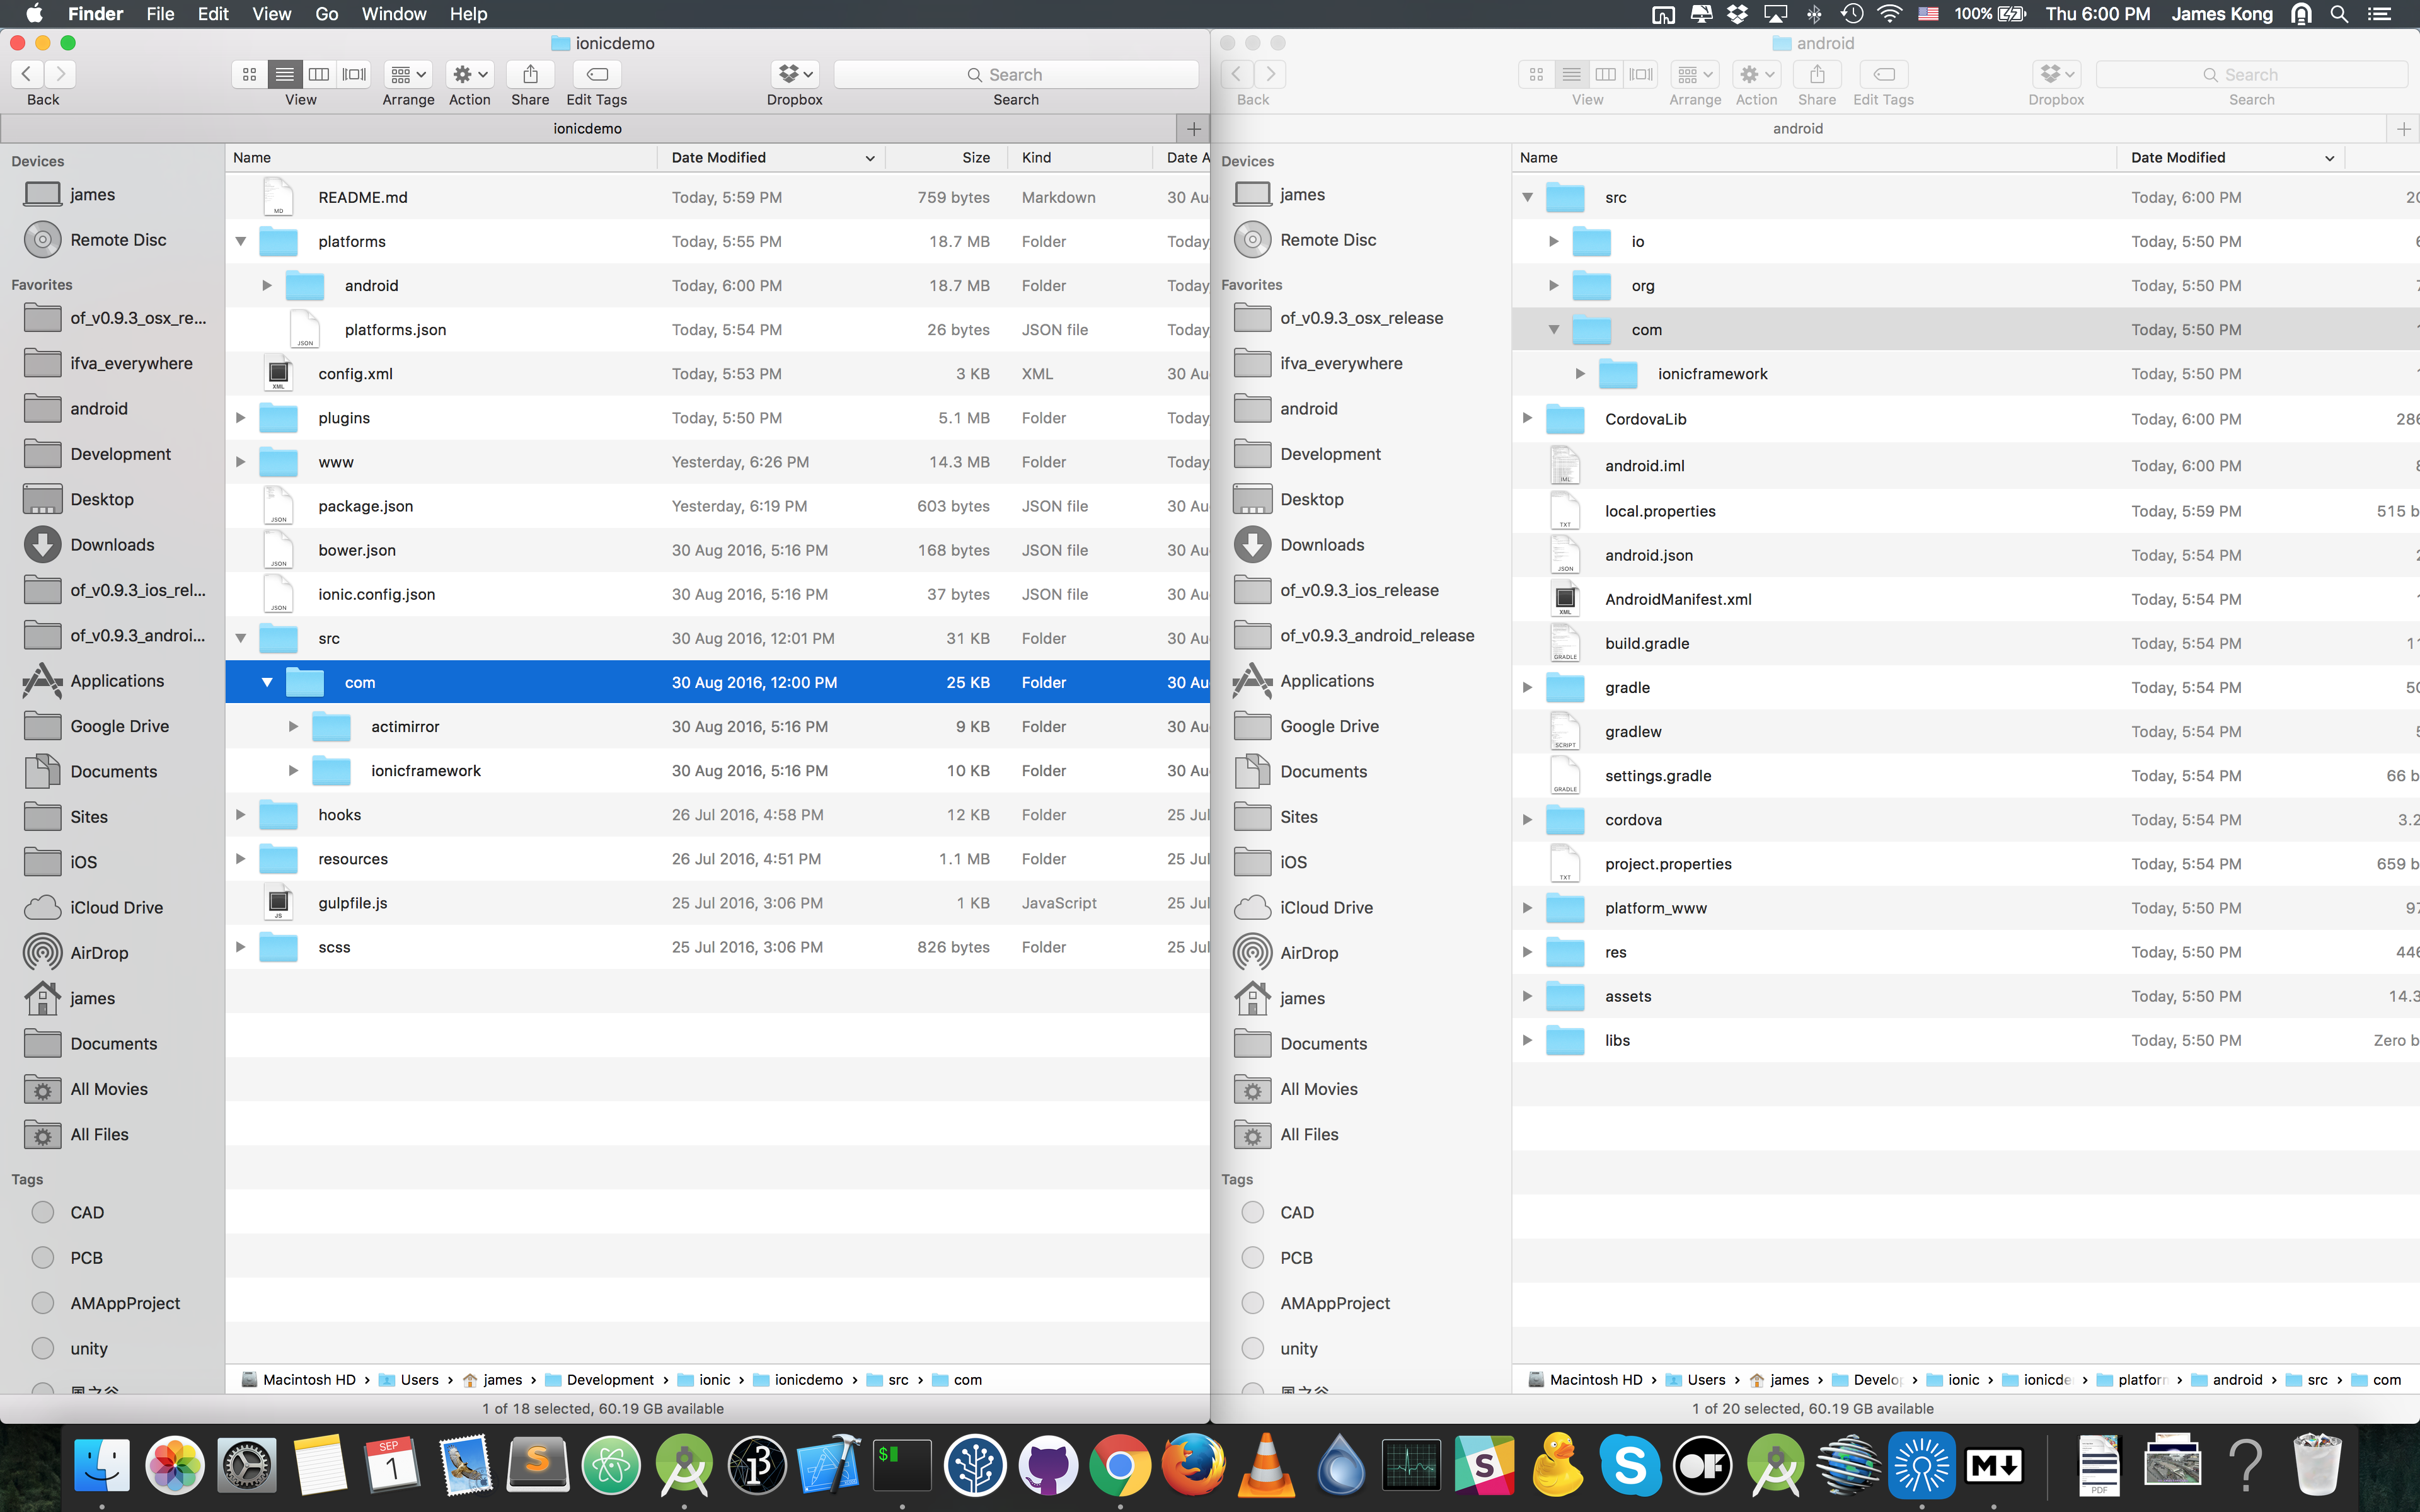 Finder File Edit View Go Window Help 100% Thu 6:00 PM James Kong
ionicdemo
Back View Arrange Action Share Edit Tags Dropbox Search
Search
ionicdemo
Devices
james
Remote Disc
Favorites
of_v0.9.3_osx_re...
ifva_everywhere
android
Development
Desktop
Downloads
of_v0.9.3_ios_rel...
of_v0.9.3_androi...
Applications
Google Drive
Documents
Sites
iOS
iCloud Drive
AirDrop
james
Documents
All Movies
All Files
Tags
CAD
PCB
AMAppProject
unity
Name Date Modified Size Kind Date A
README.md Today, 5:59 PM 759 bytes Markdown 30 Au
platforms Today, 5:55 PM 18.7 MB Folder Today
android Today, 6:00 PM 18.7 MB Folder Today
platforms.json Today, 5:54 PM 26 bytes JSON file Today
config.xml Today, 5:53 PM 3 KB XML 30 Au
plugins Today, 5:50 PM 5.1 MB Folder Today
www Yesterday, 6:26 PM 14.3 MB Folder Today
package.json Yesterday, 6:19 PM 603 bytes JSON file 30 Au
bower.json 30 Aug 2016, 5:16 PM 168 bytes JSON file 30 Au
ionic.config.json 30 Aug 2016, 5:16 PM 37 bytes JSON file 30 Au
src 30 Aug 2016, 12:01 PM 31 KB Folder 30 Au
com 30 Aug 2016, 12:00 PM 25 KB Folder 30 Au
actimirror 30 Aug 2016, 5:16 PM 9 KB Folder 30 Au
ionicframework 30 Aug 2016, 5:16 PM 10 KB Folder 30 Au
hooks 26 Jul 2016, 4:58 PM 12 KB Folder 25 Jul
resources 26 Jul 2016, 4:51 PM 1.1 MB Folder 25 Jul
gulpfile.js 25 Jul 2016, 3:06 PM 1 KB JavaScript 25 Jul
scss 25 Jul 2016, 3:06 PM 826 bytes Folder 25 Jul
Macintosh HD › Users › james › Development › ionic › ionicdemo › src › com
1 of 18 selected, 60.19 GB available
android
Back View Arrange Action Share Edit Tags Dropbox Search
Search
android
Devices
james
Remote Disc
Favorites
of_v0.9.3_osx_release
ifva_everywhere
android
Development
Desktop
Downloads
of_v0.9.3_ios_release
of_v0.9.3_android_release
Applications
Google Drive
Documents
Sites
iOS
iCloud Drive
AirDrop
james
Documents
All Movies
All Files
Tags
CAD
PCB
AMAppProject
unity
Name Date Modified
src Today, 6:00 PM 20
io Today, 5:50 PM
org Today, 5:50 PM
com Today, 5:50 PM
ionicframework Today, 5:50 PM
CordovaLib Today, 6:00 PM 286
android.iml Today, 6:00 PM
local.properties Today, 5:59 PM 515 b
android.json Today, 5:54 PM
AndroidManifest.xml Today, 5:54 PM
build.gradle Today, 5:54 PM 11
gradle Today, 5:54 PM 50
gradlew Today, 5:54 PM
settings.gradle Today, 5:54 PM 66 b
cordova Today, 5:54 PM 3.2
project.properties Today, 5:54 PM 659 b
platform_www Today, 5:50 PM 97
res Today, 5:50 PM 446
assets Today, 5:50 PM 14.3
libs Today, 5:50 PM Zero b
Macintosh HD › Users › james › Develop › ionic › ionicde › platforr › android › src › com
1 of 20 selected, 60.19 GB available
SEP
1
PDF